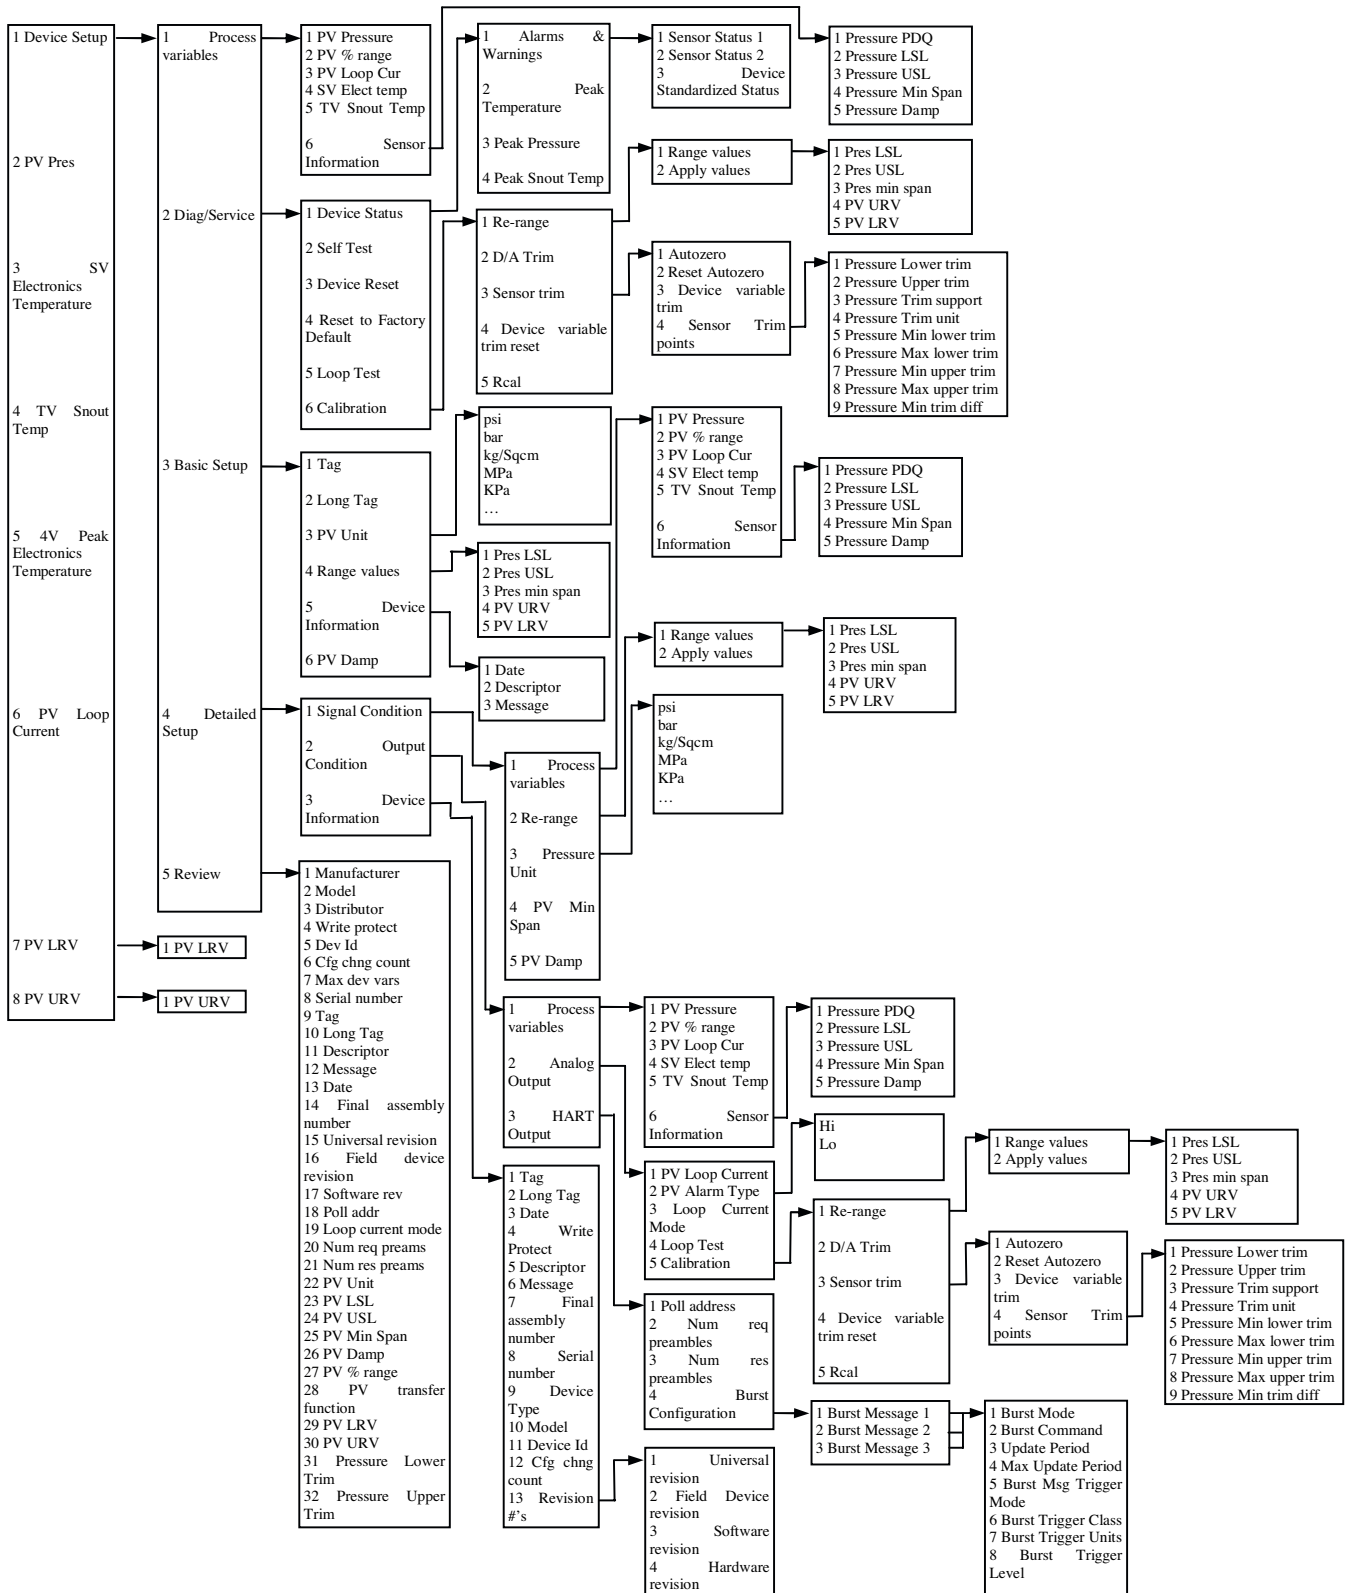 1 Device Setup
2 PV Pres
3 SV
Electronics
Temperature
4 TV Snout
Temp
5 4V Peak
Electronics
Temperature
6 PV Loop
Current
7 PV LRV
8 PV URV
1 Process
variables
2 Diag/Service
3 Basic Setup
4 Detailed
Setup
5 Review
1 PV LRV
1 PV URV
1 PV Pressure
2 PV % range
3 PV Loop Cur
4 SV Elect temp
5 TV Snout Temp
6 Sensor
Information
1 Device Status
2 Self Test
3 Device Reset
4 Reset to Factory
Default
5 Loop Test
6 Calibration
1 Tag
2 Long Tag
3 PV Unit
4 Range values
5 Device
Information
6 PV Damp
1 Signal Condition
2 Output
Condition
3 Device
Information
1 Manufacturer
2 Model
3 Distributor
4 Write protect
5 Dev Id
6 Cfg chng count
7 Max dev vars
8 Serial number
9 Tag
10 Long Tag
11 Descriptor
12 Message
13 Date
14 Final assembly
number
15 Universal revision
16 Field device
revision
17 Software rev
18 Poll addr
19 Loop current mode
20 Num req preams
21 Num res preams
22 PV Unit
23 PV LSL
24 PV USL
25 PV Min Span
26 PV Damp
27 PV % range
28 PV transfer
function
29 PV LRV
30 PV URV
31 Pressure Lower
Trim
32 Pressure Upper
Trim
1 Alarms &
Warnings
2 Peak
Temperature
3 Peak Pressure
4 Peak Snout Temp
1 Re-range
2 D/A Trim
3 Sensor trim
4 Device variable
trim reset
5 Rcal
psi
bar
kg/Sqcm
MPa
KPa
…
1 Pres LSL
2 Pres USL
3 Pres min span
4 PV URV
5 PV LRV
1 Date
2 Descriptor
3 Message
1 Process
variables
2 Re-range
3 Pressure
Unit
4 PV Min
Span
5 PV Damp
1 Process
variables
2 Analog
Output
3 HART
Output
1 Tag
2 Long Tag
3 Date
4 Write
Protect
5 Descriptor
6 Message
7 Final
assembly
number
8 Serial
number
9 Device
Type
10 Model
11 Device Id
12 Cfg chng
count
13 Revision
#'s
1 Sensor Status 1
2 Sensor Status 2
3 Device
Standardized Status
1 Range values
2 Apply values
1 Autozero
2 Reset Autozero
3 Device variable
trim
4 Sensor Trim
points
1 PV Pressure
2 PV % range
3 PV Loop Cur
4 SV Elect temp
5 TV Snout Temp
6 Sensor
Information
1 Range values
2 Apply values
psi
bar
kg/Sqcm
MPa
KPa
…
1 PV Pressure
2 PV % range
3 PV Loop Cur
4 SV Elect temp
5 TV Snout Temp
6 Sensor
Information
1 PV Loop Current
2 PV Alarm Type
3 Loop Current
Mode
4 Loop Test
5 Calibration
1 Poll address
2 Num req
preambles
3 Num res
preambles
4 Burst
Configuration
1 Universal
revision
2 Field Device
revision
3 Software
revision
4 Hardware
revision
1 Pressure PDQ
2 Pressure LSL
3 Pressure USL
4 Pressure Min Span
5 Pressure Damp
1 Pres LSL
2 Pres USL
3 Pres min span
4 PV URV
5 PV LRV
1 Pressure Lower trim
2 Pressure Upper trim
3 Pressure Trim support
4 Pressure Trim unit
5 Pressure Min lower trim
6 Pressure Max lower trim
7 Pressure Min upper trim
8 Pressure Max upper trim
9 Pressure Min trim diff
1 Pressure PDQ
2 Pressure LSL
3 Pressure USL
4 Pressure Min Span
5 Pressure Damp
1 Pres LSL
2 Pres USL
3 Pres min span
4 PV URV
5 PV LRV
1 Pressure PDQ
2 Pressure LSL
3 Pressure USL
4 Pressure Min Span
5 Pressure Damp
Hi
Lo
1 Re-range
2 D/A Trim
3 Sensor trim
4 Device variable
trim reset
5 Rcal
1 Burst Message 1
2 Burst Message 2
3 Burst Message 3
1 Range values
2 Apply values
1 Autozero
2 Reset Autozero
3 Device variable
trim
4 Sensor Trim
points
1 Burst Mode
2 Burst Command
3 Update Period
4 Max Update Period
5 Burst Msg Trigger
Mode
6 Burst Trigger Class
7 Burst Trigger Units
8 Burst Trigger
Level
1 Pres LSL
2 Pres USL
3 Pres min span
4 PV URV
5 PV LRV
1 Pressure Lower trim
2 Pressure Upper trim
3 Pressure Trim support
4 Pressure Trim unit
5 Pressure Min lower trim
6 Pressure Max lower trim
7 Pressure Min upper trim
8 Pressure Max upper trim
9 Pressure Min trim diff